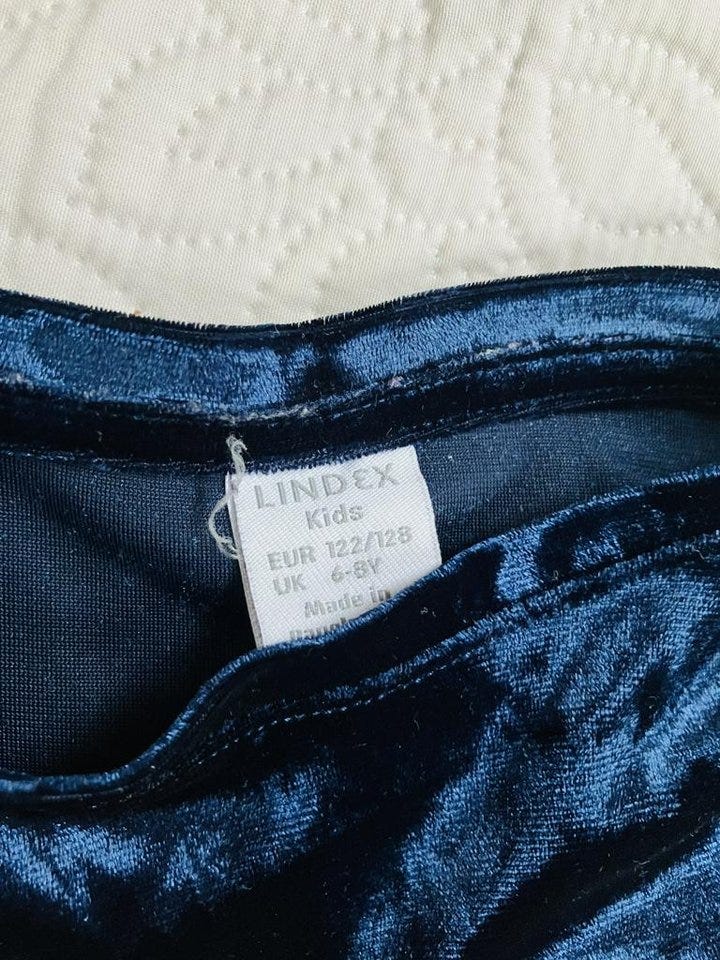 LINDEX
Kids
EUR 122/128
UK 6-8Y
Made in